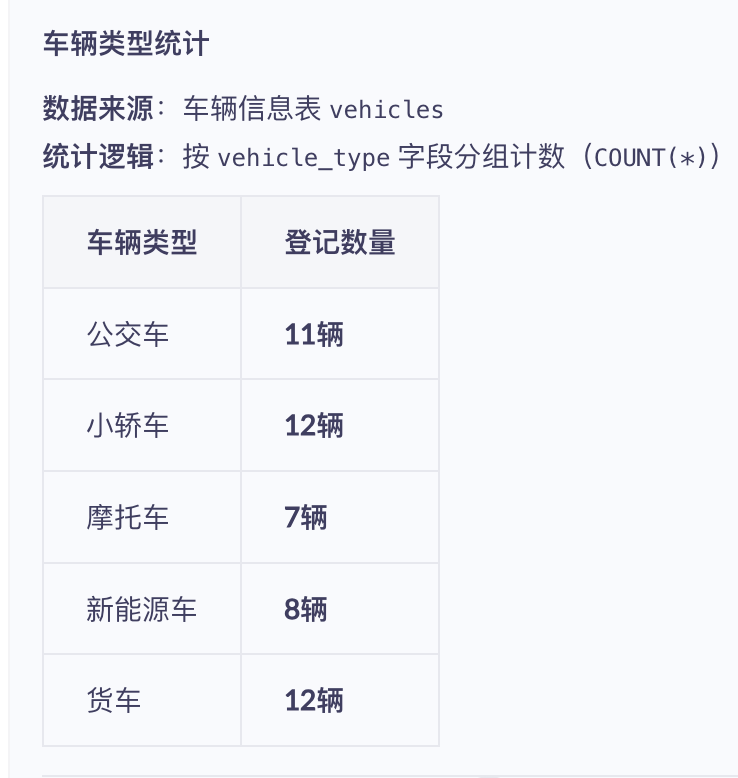 车辆类型统计
数据来源：车辆信息表 vehicles
统计逻辑：按 vehicle_type 字段分组计数（COUNT(*)）
车辆类型 登记数量
公交车 11辆
小轿车 12辆
摩托车 7辆
新能源车 8辆
货车 12辆